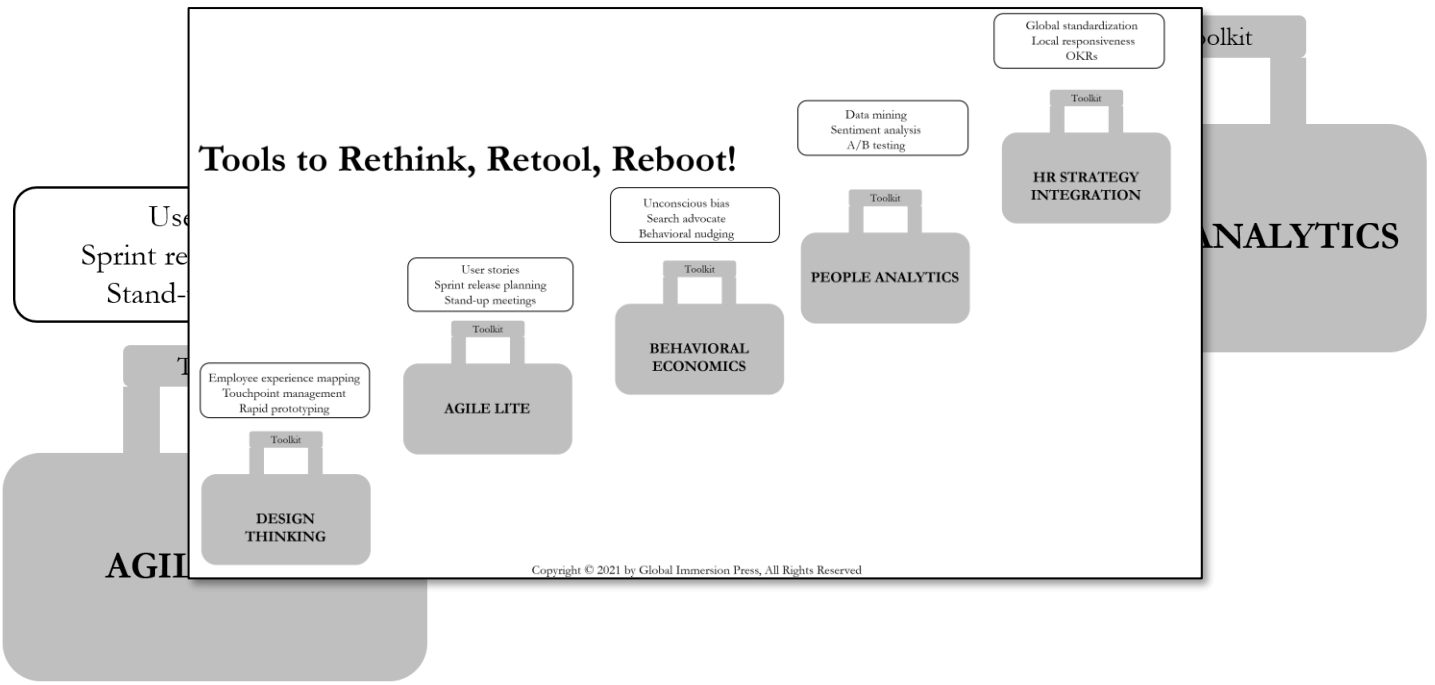 Tools to Rethink, Retool, Reboot!
Employee experience mapping
Touchpoint management
Rapid prototyping
Toolkit
DESIGN
THINKING
User stories
Sprint release planning
Stand-up meetings
Toolkit
AGILE LITE
Unconscious bias
Search advocate
Behavioral nudging
Toolkit
BEHAVIORAL
ECONOMICS
Data mining
Sentiment analysis
A/B testing
Toolkit
PEOPLE ANALYTICS
Global standardization
Local responsiveness
OKRs
Toolkit
HR STRATEGY
INTEGRATION
Copyright © 2021 by Global Immersion Press, All Rights Reserved
Sprint
ANALYTICS